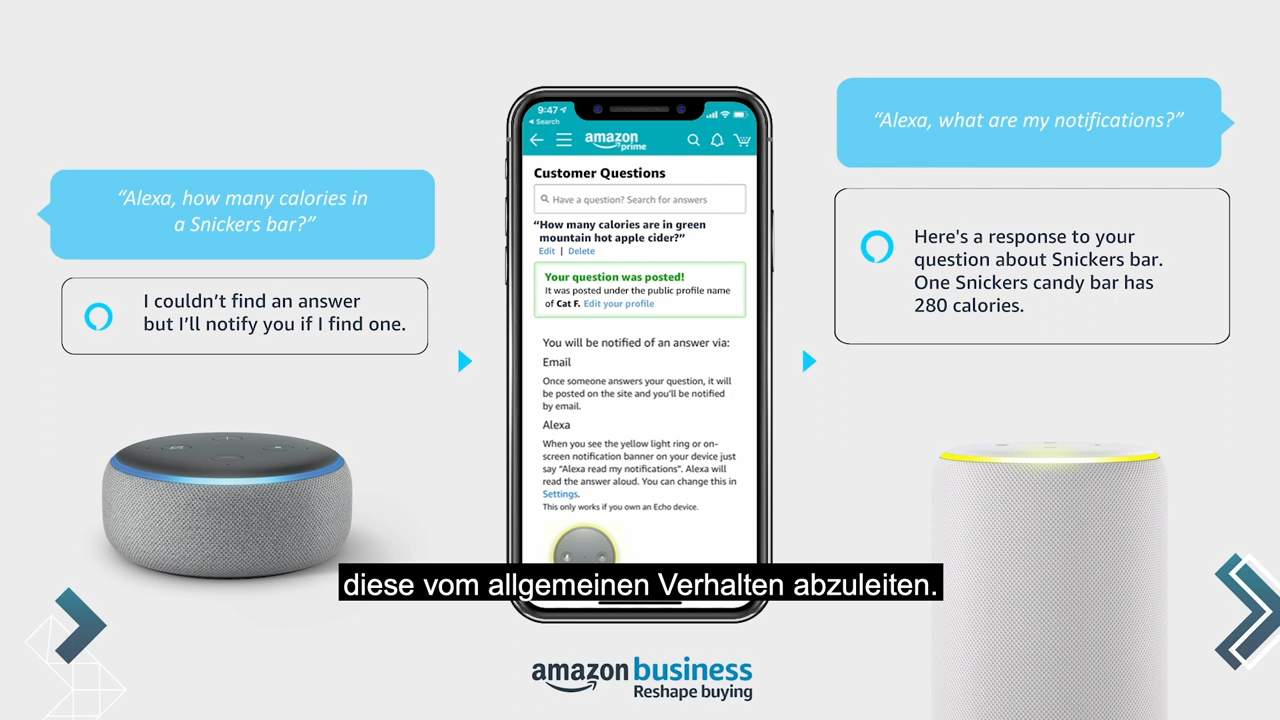 “Alexa, how many calories in
a Snickers bar?”
I couldn’t find an answer
but I’ll notify you if I find one.
9:47
Search
amazon
prime
Customer Questions
Have a question? Search for answers
“How many calories are in green
mountain hot apple cider?”
Edit | Delete
Your question was posted!
It was posted under the public profile name
of Cat F. Edit your profile
You will be notified of an answer via:
Email
Once someone answers your question, it will
be posted on the site and you’ll be notified
by email.
Alexa
When you see the yellow light ring or on-
screen notification banner on your device just
say “Alexa read my notifications”. Alexa will
read the answer aloud. You can change this in
Settings.
This only works if you own an Echo device.
“Alexa, what are my notifications?”
Here's a response to your
question about Snickers bar.
One Snickers candy bar has
280 calories.
diese vom allgemeinen Verhalten abzuleiten.
amazon business
Reshape buying